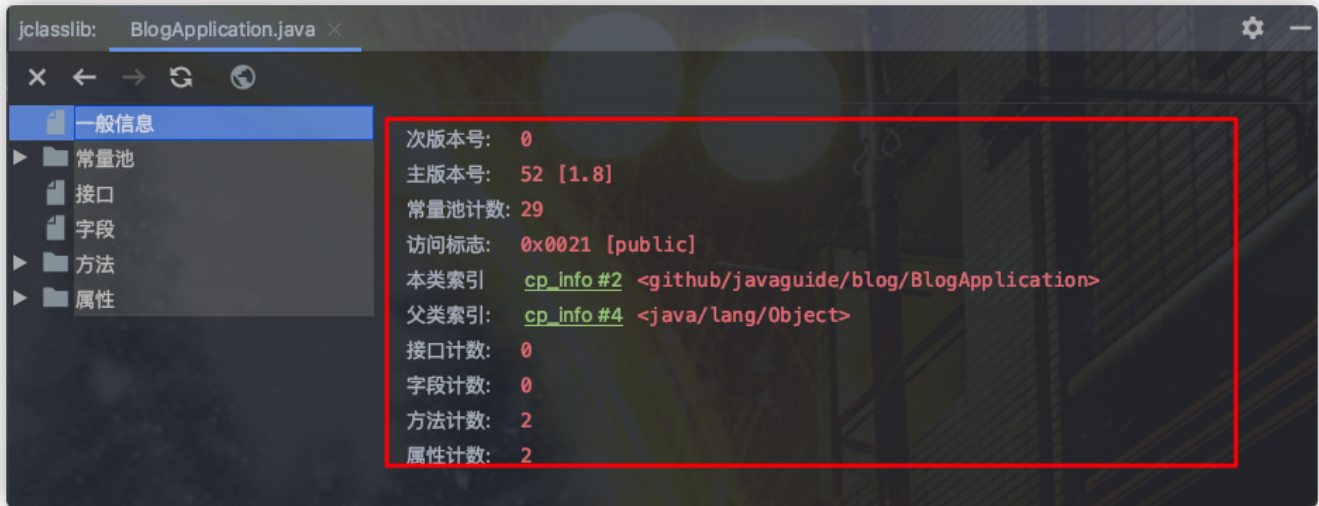 jclasslib: BlogApplication.java
一般信息
常量池
接口
字段
方法
属性
次版本号: 0
主版本号: 52 [1.8]
常量池计数: 29
访问标志: 0x0021 [public]
本类索引 cp_info #2 <github/javaguide/blog/BlogApplication>
父类索引: cp_info #4 <java/lang/Object>
接口计数: 0
字段计数: 0
方法计数: 2
属性计数: 2